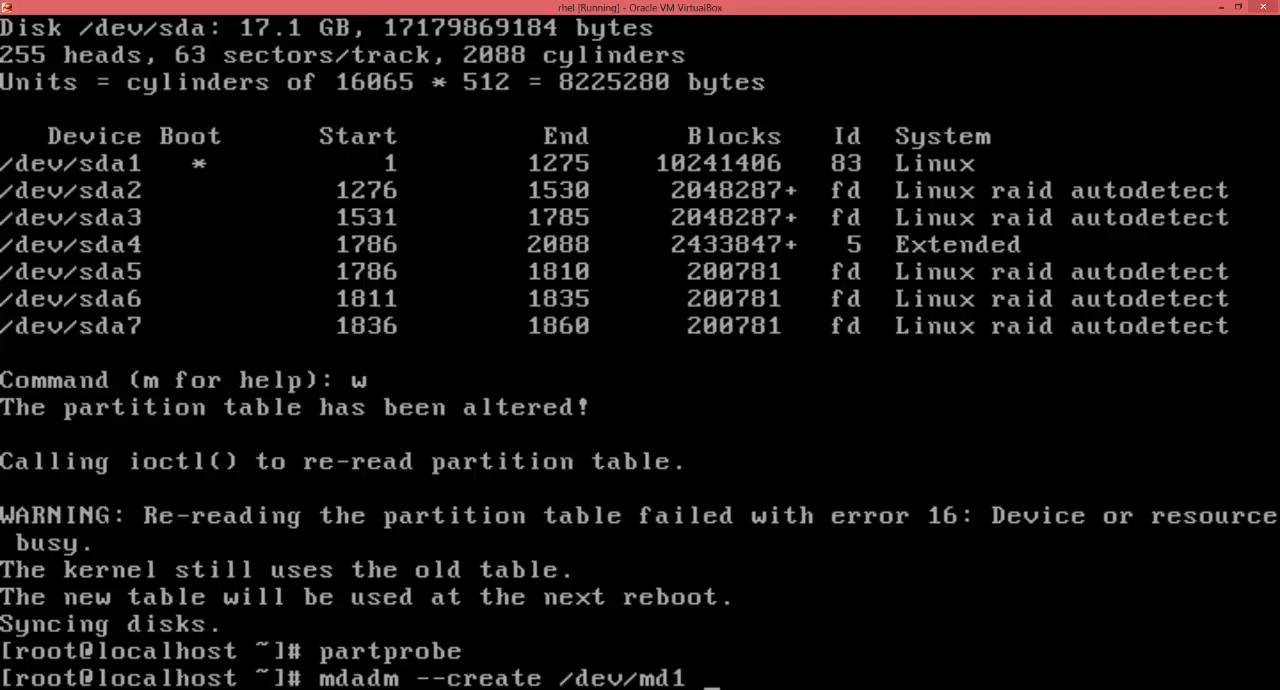 rhel [Running] - Oracle VM VirtualBox
Disk /dev/sda: 17.1 GB, 17179869184 bytes
255 heads, 63 sectors/track, 2088 cylinders
Units = cylinders of 16065 * 512 = 8225280 bytes
Device Boot Start End Blocks Id System
/dev/sda1 * 1 1275 10241406 83 Linux
/dev/sda2 1276 1530 2048287+ fd Linux raid autodetect
/dev/sda3 1531 1785 2048287+ fd Linux raid autodetect
/dev/sda4 1786 2088 2433847+ 5 Extended
/dev/sda5 1786 1810 200781 fd Linux raid autodetect
/dev/sda6 1811 1835 200781 fd Linux raid autodetect
/dev/sda7 1836 1860 200781 fd Linux raid autodetect
Command (m for help): w
The partition table has been altered!
Calling ioctl() to re-read partition table.
WARNING: Re-reading the partition table failed with error 16: Device or resource
busy.
The kernel still uses the old table.
The new table will be used at the next reboot.
Syncing disks.
[root@localhost ~]# partprobe
[root@localhost ~]# mdadm --create /dev/md1 _